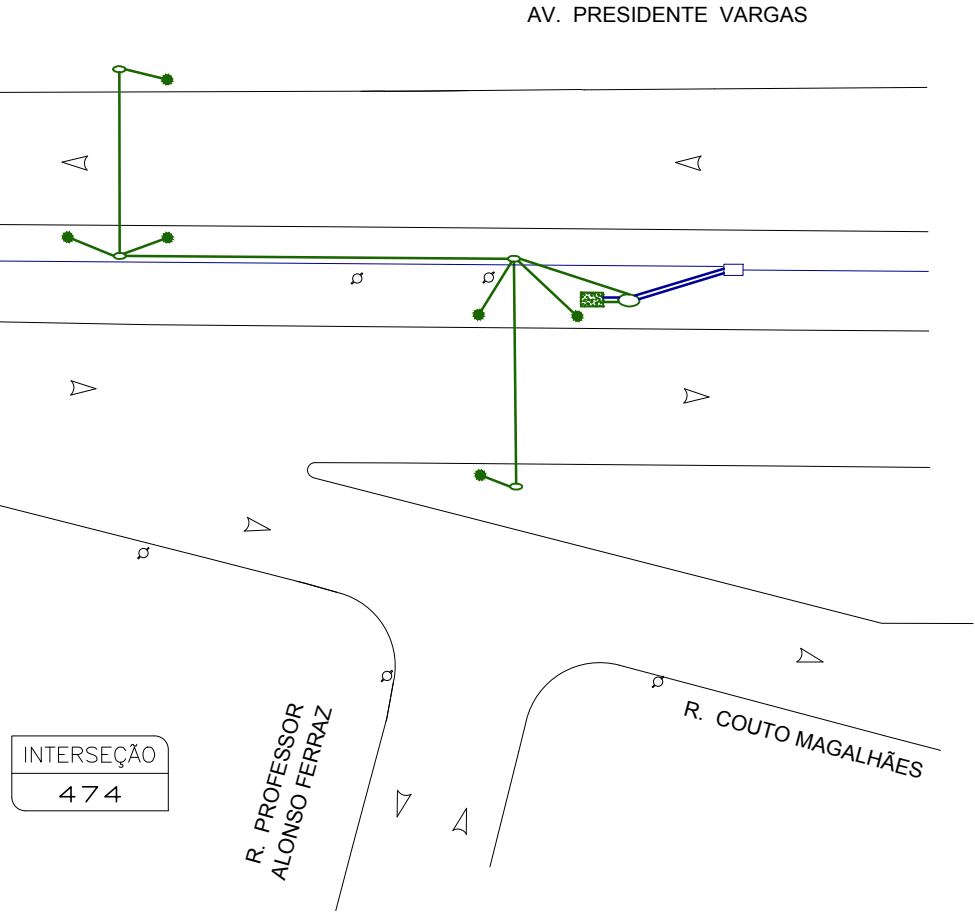 AV. PRESIDENTE VARGAS
R. PROFESSOR
ALONSO FERRAZ
R. COUTO MAGALHÃES
INTERSEÇÃO
474